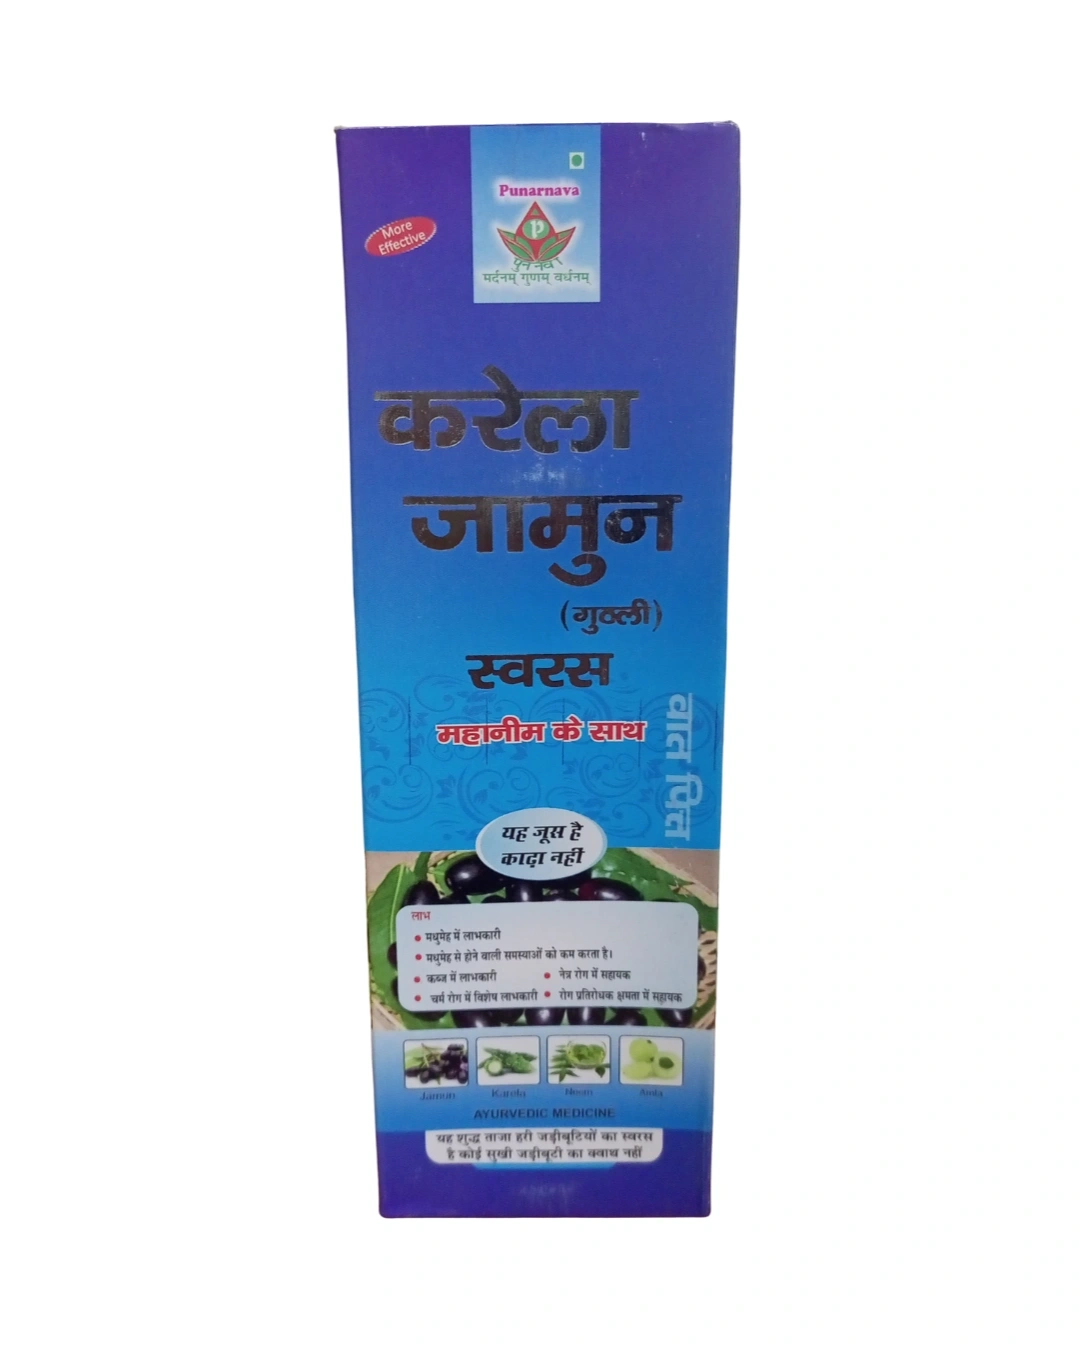 Punarnava
P
पुनर्नवा
मर्दनम् गुणम् वर्धनम्
More
Effective
करेला
जामुन
(गुठली)
स्वरस
महानीम के साथ
वात पित्त
यह जूस है
काढ़ा नहीं
लाभ
मधुमेह में लाभकारी
मधुमेह से होने वाली समस्याओं को कम करता है।
कब्ज में लाभकारी
नेत्र रोग में सहायक
चर्म रोग में विशेष लाभकारी
रोग प्रतिरोधक क्षमता में सहायक
Jamun
Karela
Neem
Amla
AYURVEDIC MEDICINE
यह शुद्ध ताजा हरी जड़ीबूटियों का स्वरस
है कोई सुखी जड़ीबूटी का क्वाथ नहीं